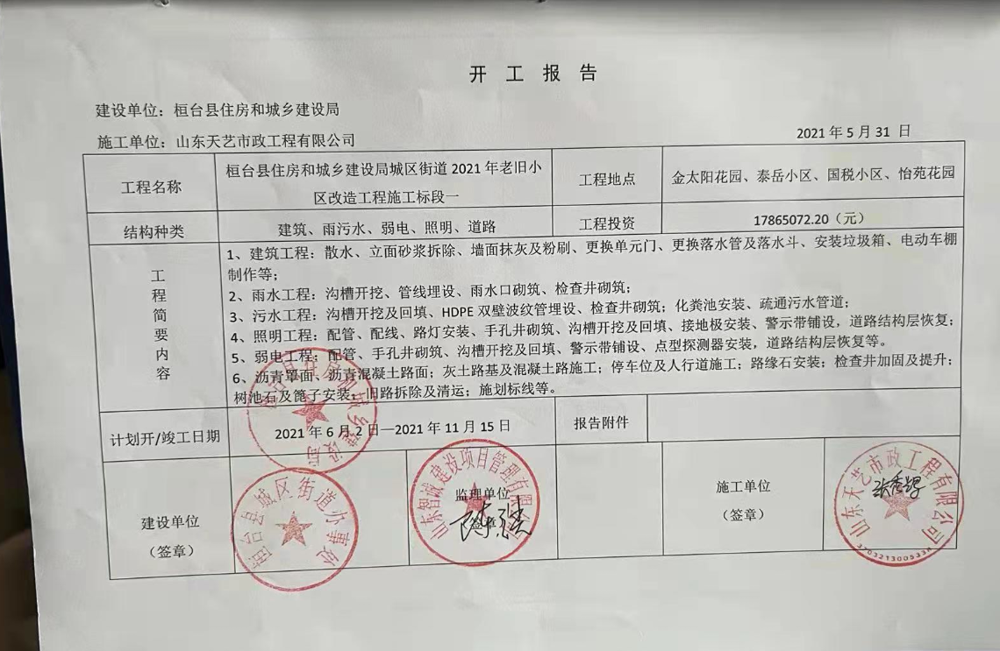 开 工 报 告
建设单位：桓台县住房和城乡建设局
施工单位：山东天艺市政工程有限公司
2021 年 5 月 31 日
工程名称
桓台县住房和城乡建设局城区街道 2021 年老旧小
区改造工程施工标段一
工程地点
金太阳花园、泰岳小区、国税小区、怡苑花园
结构种类
建筑、雨污水、弱电、照明、道路
工程投资
17865072.20（元）
工
程
简
要
内
容
1、建筑工程：散水、立面砂浆拆除、墙面抹灰及粉刷、更换单元门、更换落水管及落水斗、安装垃圾箱、电动车棚
制作等；
2、雨水工程：沟槽开挖、管线埋设、雨水口砌筑、检查井砌筑；
3、污水工程：沟槽开挖及回填、HDPE 双壁波纹管埋设、检查井砌筑；化粪池安装、疏通污水管道；
4、照明工程：配管、配线、路灯安装、手孔井砌筑、沟槽开挖及回填、接地极安装、警示带铺设，道路结构层恢复；
5、弱电工程：配管、手孔井砌筑、沟槽开挖及回填、警示带铺设、点型探测器安装，道路结构层恢复等。
6、沥青罩面、沥青混凝土路面；灰土路基及混凝土路施工；停车位及人行道施工；路缘石安装；检查井加固及提升；
树池石及篦子安装；旧路拆除及清运；施划标线等。
计划开/竣工日期
2021 年 6 月 2 日—2021 年 11 月 15 日
报告附件
建设单位
（签章）
桓台县住房和城乡建设局
桓台县城区街道办事处
监理单位
（签章）
山东智诚建设项目管理有限公司
施工单位
（签章）
山东天艺市政工程有限公司